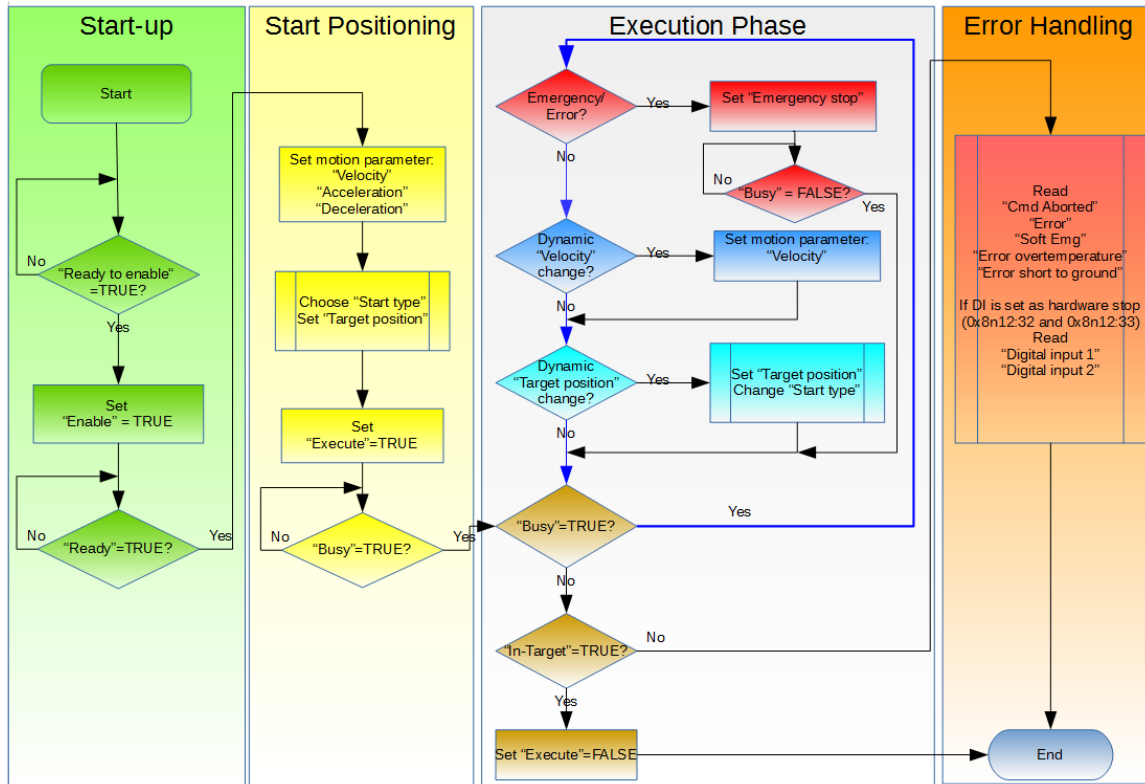 Start-up
Start
No
“Ready to enable“
=TRUE?
Yes
Set
“Enable” = TRUE
No
“Ready”=TRUE?
Yes
Start Positioning
Set motion parameter:
“Velocity”
“Acceleration”
“Deceleration”
Choose “Start type”
Set “Target position”
Set
“Execute”=TRUE
No
“Busy”=TRUE?
Yes
Execution Phase
Emergency/
Error?
Yes
Set “Emergency stop”
No
No
“Busy” = FALSE?
Yes
Dynamic
“Velocity”
change?
Yes
Set motion parameter:
“Velocity”
No
Dynamic
“Target position”
change?
Yes
Set “Target position”
Change “Start type”
No
“Busy”=TRUE?
Yes
No
“In-Target”=TRUE?
No
Yes
Set “Execute”=FALSE
Error Handling
Read
“Cmd Aborted”
“Error”
“Soft Emg”
“Error overtemperature”
“Error short to ground”
If DI is set as hardware stop
(0x8n12:32 and 0x8n12:33)
Read
“Digital input 1”
“Digital input 2”
End